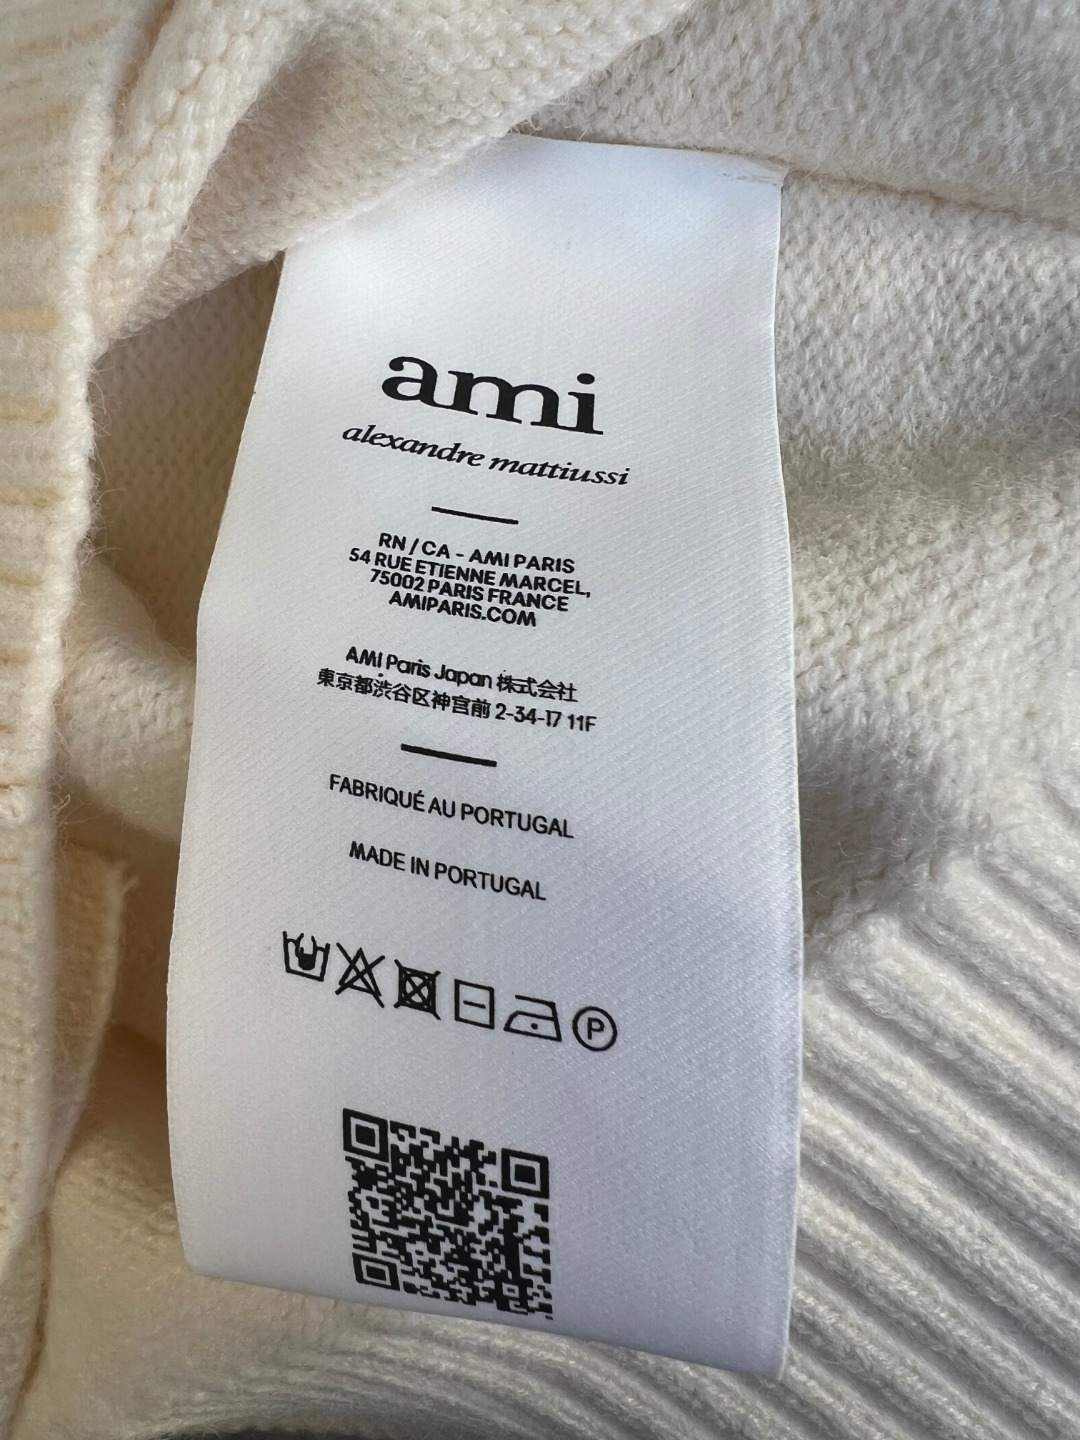 ami
alexandre mattiussi
RN / CA - AMI PARIS
54 RUE ETIENNE MARCEL,
75002 PARIS FRANCE
AMIPARIS.COM
AMI Paris Japan 株式会社
東京都渋谷区神宮前 2-34-17 11F
FABRIQUÉ AU PORTUGAL
MADE IN PORTUGAL
P